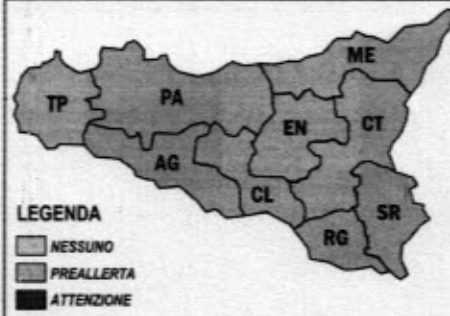 ME
TP
PA
EN
CT
AG
CL
SR
RG
LEGENDA
NESSUNO
PREALLERTA
ATTENZIONE